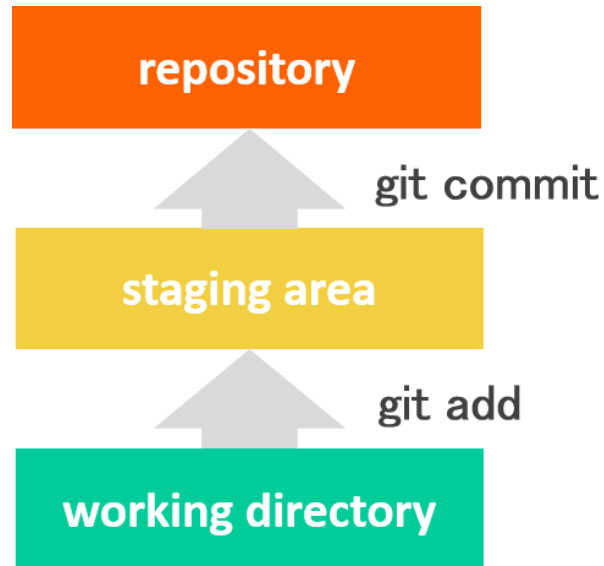 repository
git commit
staging area
git add
working directory